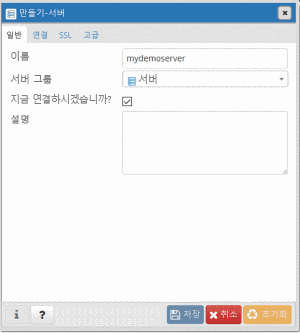 만들기-서버
일반 연결 SSL 고급
이름 mydemoserver
서버 그룹 서버
지금 연결하시겠습니까?
설명
i ? 저장 취소 초기화